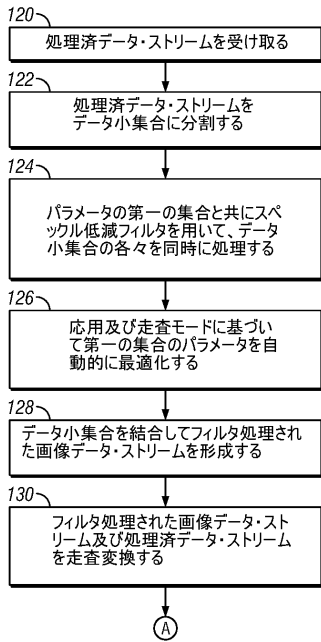 120
処理済データ・ストリームを受け取る
122
処理済データ・ストリームを
データ小集合に分割する
124
パラメータの第一の集合と共にスペ
ックル低減フィルタを用いて、データ
小集合の各々を同時に処理する
126
応用及び走査モードに基づい
て第一の集合のパラメータを自
動的に最適化する
128
データ小集合を結合してフィルタ処理され
た画像データ・ストリームを形成する
130
フィルタ処理された画像データ・スト
リーム及び処理済データ・ストリーム
を走査変換する
A